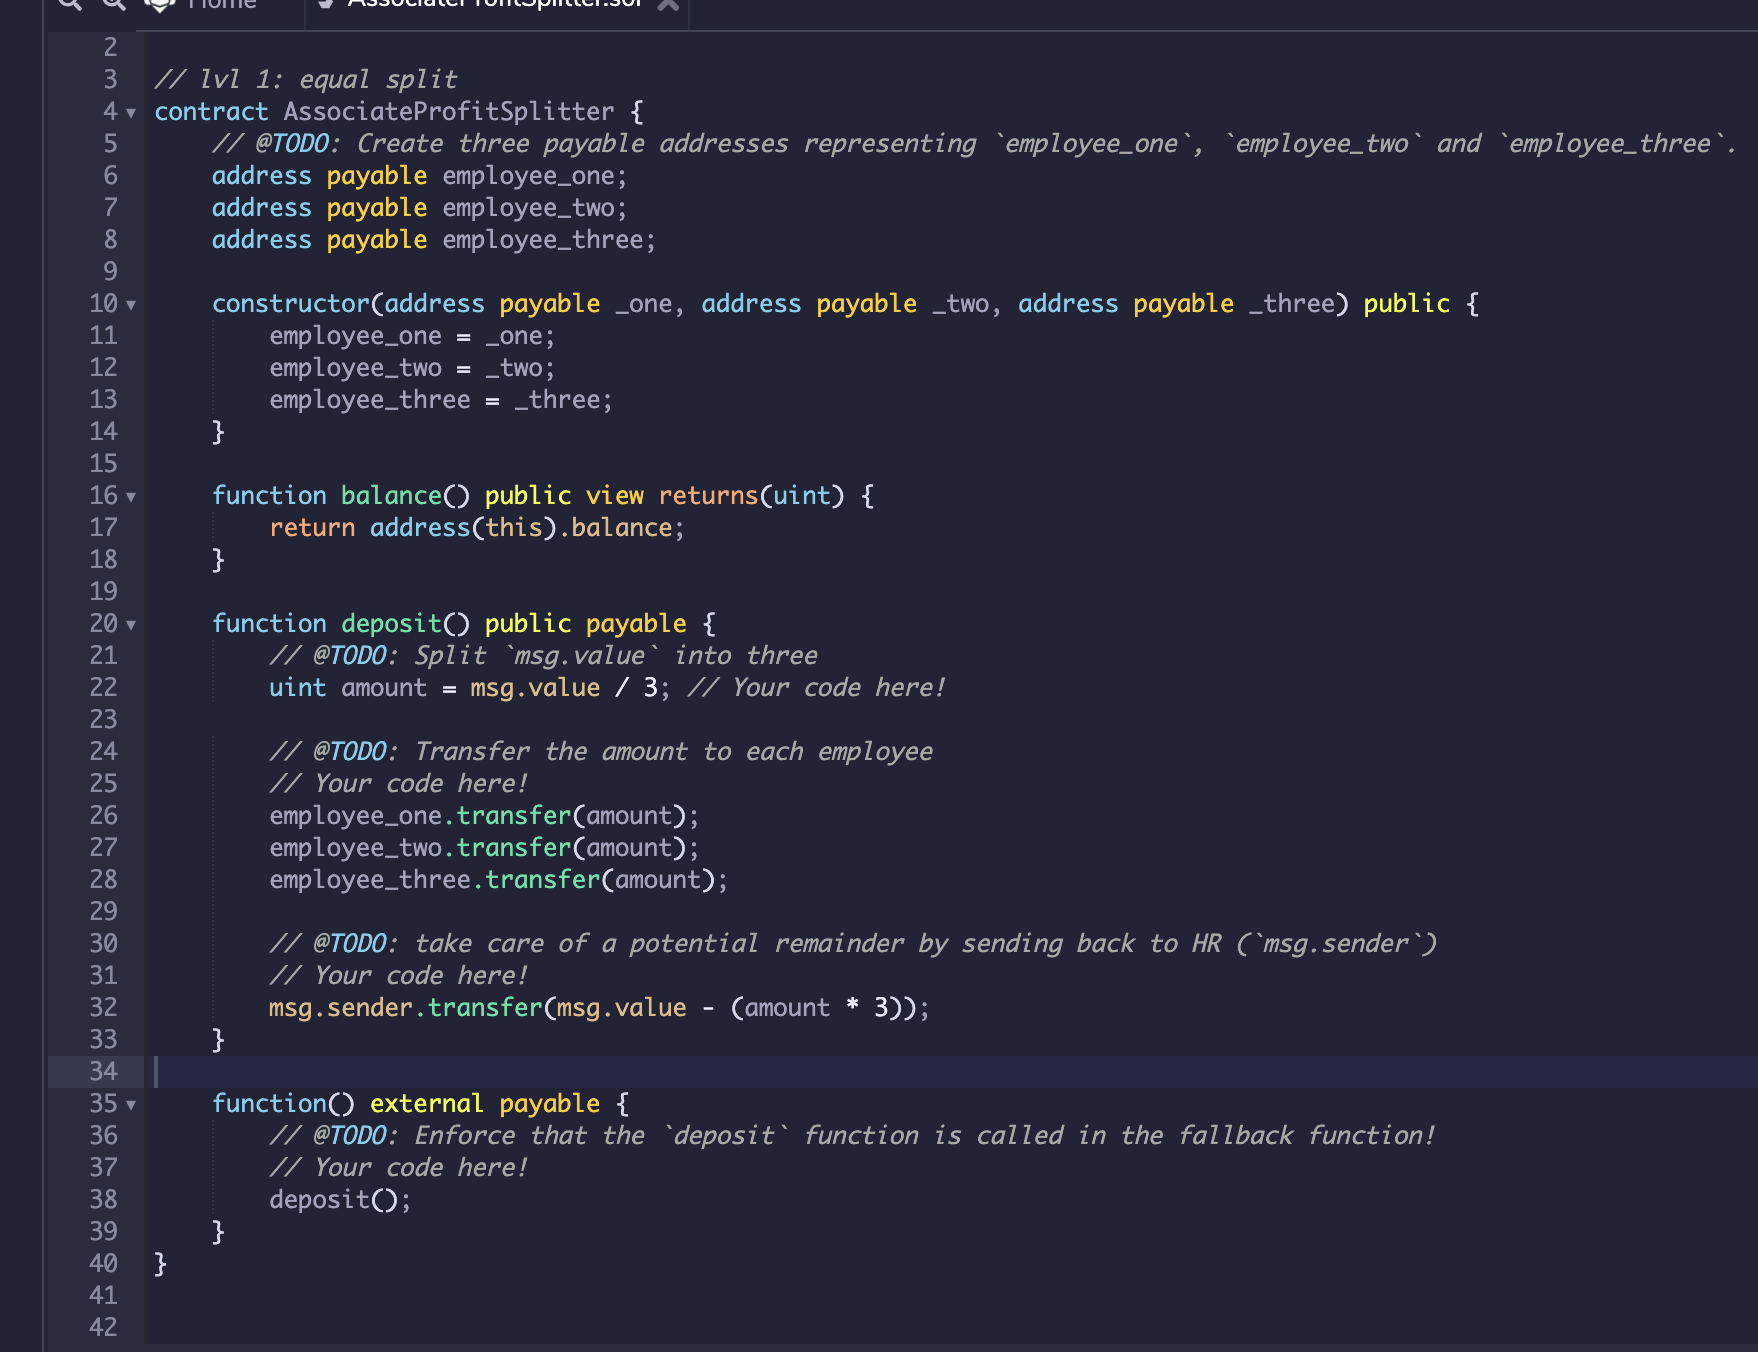 Home AssociateProfitSplitter.sol
2
3 // lvl 1: equal split
4 contract AssociateProfitSplitter {
5 // @TODO: Create three payable addresses representing `employee_one`, `employee_two` and `employee_three`.
6 address payable employee_one;
7 address payable employee_two;
8 address payable employee_three;
9
10 constructor(address payable _one, address payable _two, address payable _three) public {
11 employee_one = _one;
12 employee_two = _two;
13 employee_three = _three;
14 }
15
16 function balance() public view returns(uint) {
17 return address(this).balance;
18 }
19
20 function deposit() public payable {
21 // @TODO: Split `msg.value` into three
22 uint amount = msg.value / 3; // Your code here!
23
24 // @TODO: Transfer the amount to each employee
25 // Your code here!
26 employee_one.transfer(amount);
27 employee_two.transfer(amount);
28 employee_three.transfer(amount);
29
30 // @TODO: take care of a potential remainder by sending back to HR (`msg.sender`)
31 // Your code here!
32 msg.sender.transfer(msg.value - (amount * 3));
33 }
34
35 function() external payable {
36 // @TODO: Enforce that the `deposit` function is called in the fallback function!
37 // Your code here!
38 deposit();
39 }
40 }
41
42